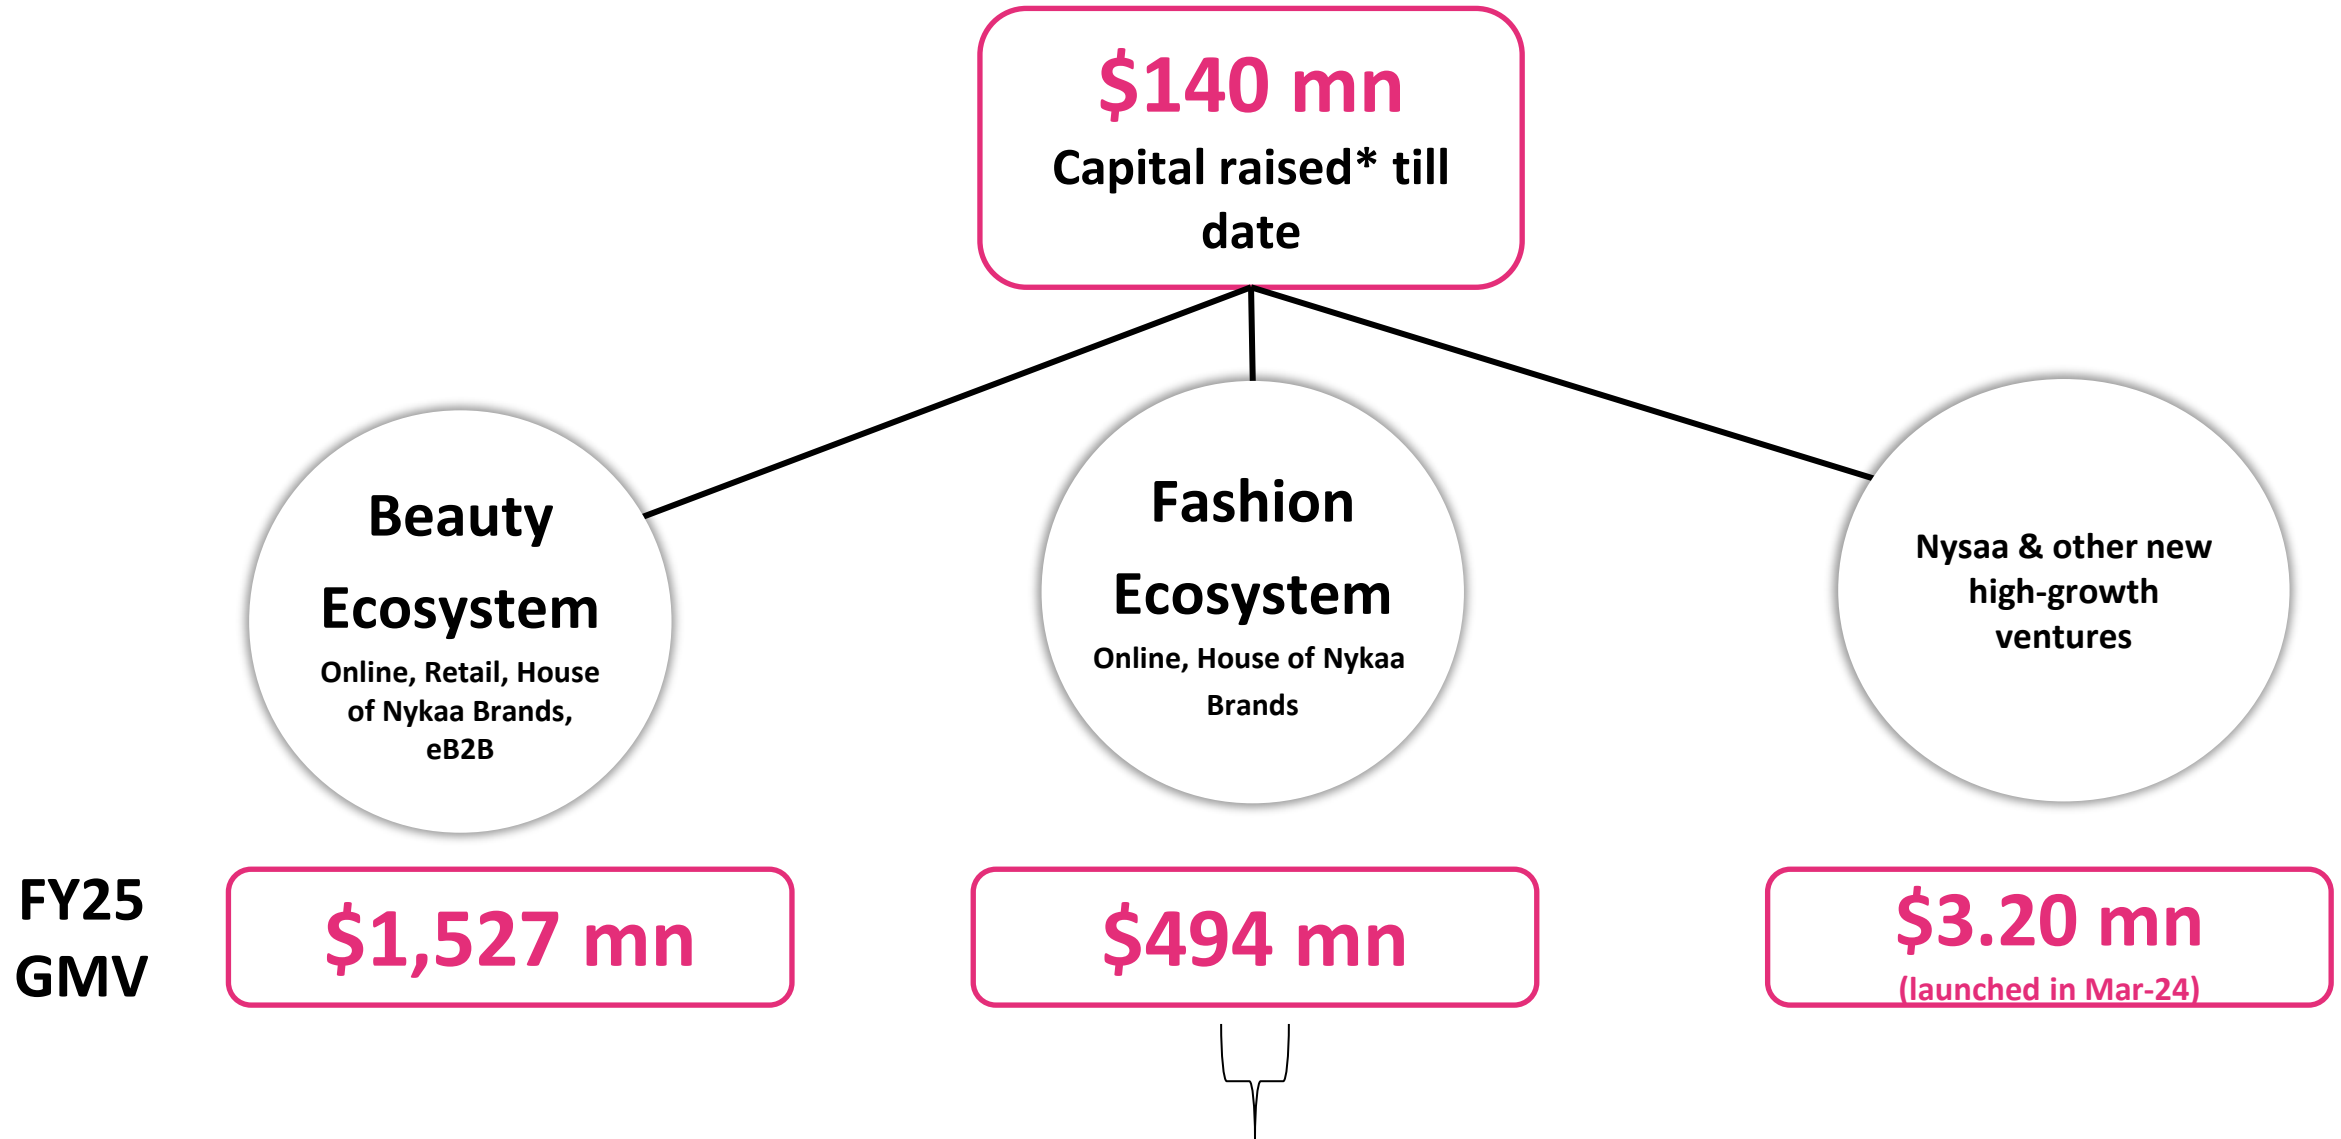 $140 mn
Capital raised* till
date
Beauty
Ecosystem
Online, Retail, House
of Nykaa Brands,
eB2B
Fashion
Ecosystem
Online, House of Nykaa
Brands
Nysaa & other new
high-growth
ventures
FY25
GMV
$1,527 mn
$494 mn
$3.20 mn
(launched in Mar-24)